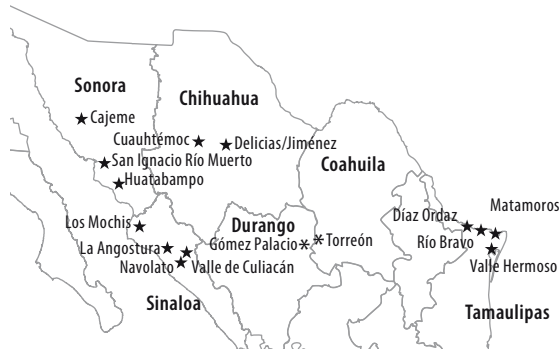 Sonora
Chihuahua
Cajeme
Cuauhtémoc
Delicias/Jiménez
San Ignacio Río Muerto
Coahuila
Huatabampo
Matamoros
Díaz Ordaz
Los Mochis
Durango
Gómez Palacio
Torreón
La Angostura
Río Bravo
Navolato
Valle de Culiacán
Valle Hermoso
Sinaloa
Tamaulipas